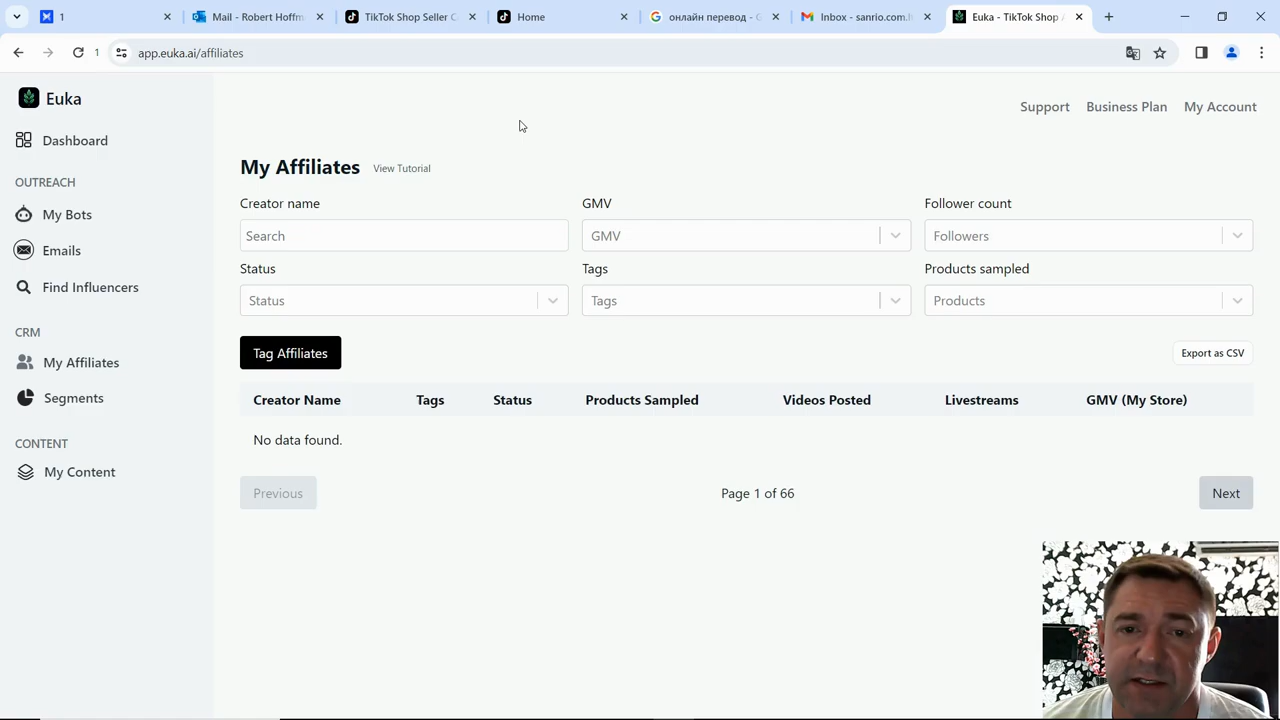 1
Mail - Robert Hoffm
TikTok Shop Seller C
Home
онлайн перевод - G
Inbox - sanrio.com.l
Euka - TikTok Shop A
1
app.euka.ai/affiliates
Euka
Support
Business Plan
My Account
Dashboard
OUTREACH
My Bots
Emails
Find Influencers
CRM
My Affiliates
Segments
CONTENT
My Content
My Affiliates View Tutorial
Creator name
GMV
Follower count
Search
GMV
Followers
Status
Tags
Products sampled
Status
Tags
Products
Tag Affiliates
Export as CSV
Creator Name Tags Status Products Sampled Videos Posted Livestreams GMV (My Store)
No data found.
Previous
Page 1 of 66
Next